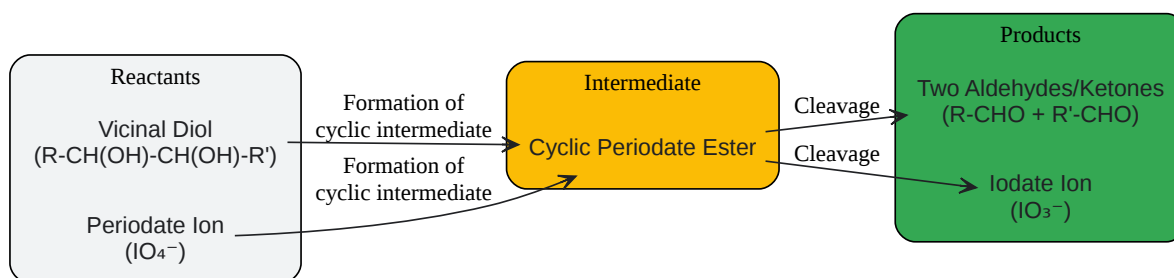 Reactants
Vicinal Diol
(R-CH(OH)-CH(OH)-R')
Periodate Ion
(IO₄⁻)
Formation of
cyclic intermediate
Formation of
cyclic intermediate
Intermediate
Cyclic Periodate Ester
Cleavage
Cleavage
Products
Two Aldehydes/Ketones
(R-CHO + R'-CHO)
Iodate Ion
(IO₃⁻)